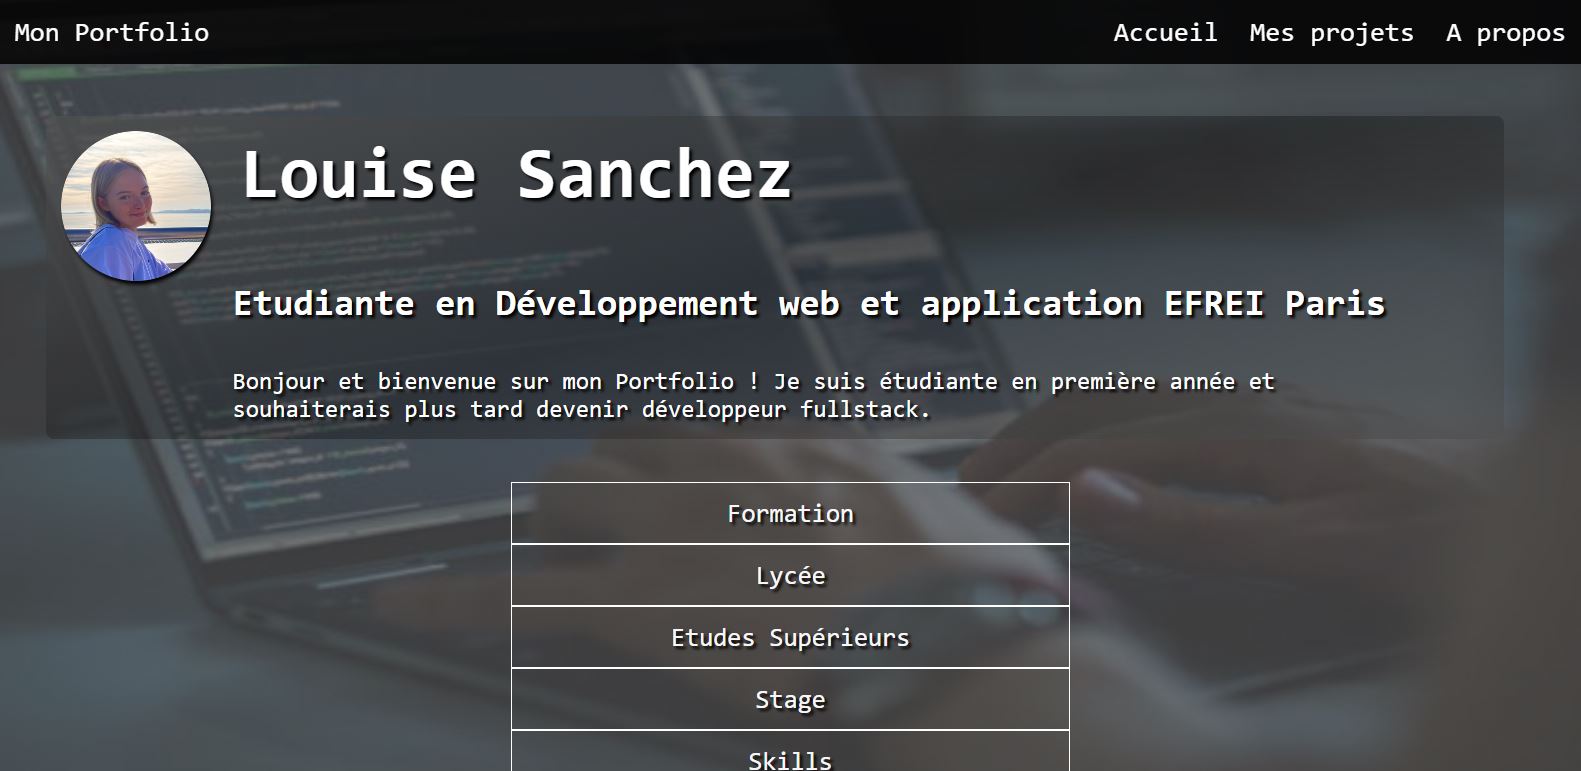 Mon Portfolio
Accueil Mes projets A propos
Louise Sanchez
Etudiante en Développement web et application EFREI Paris
Bonjour et bienvenue sur mon Portfolio ! Je suis étudiante en première année et
souhaiterais plus tard devenir développeur fullstack.
Formation
Lycée
Etudes Supérieurs
Stage
Skills